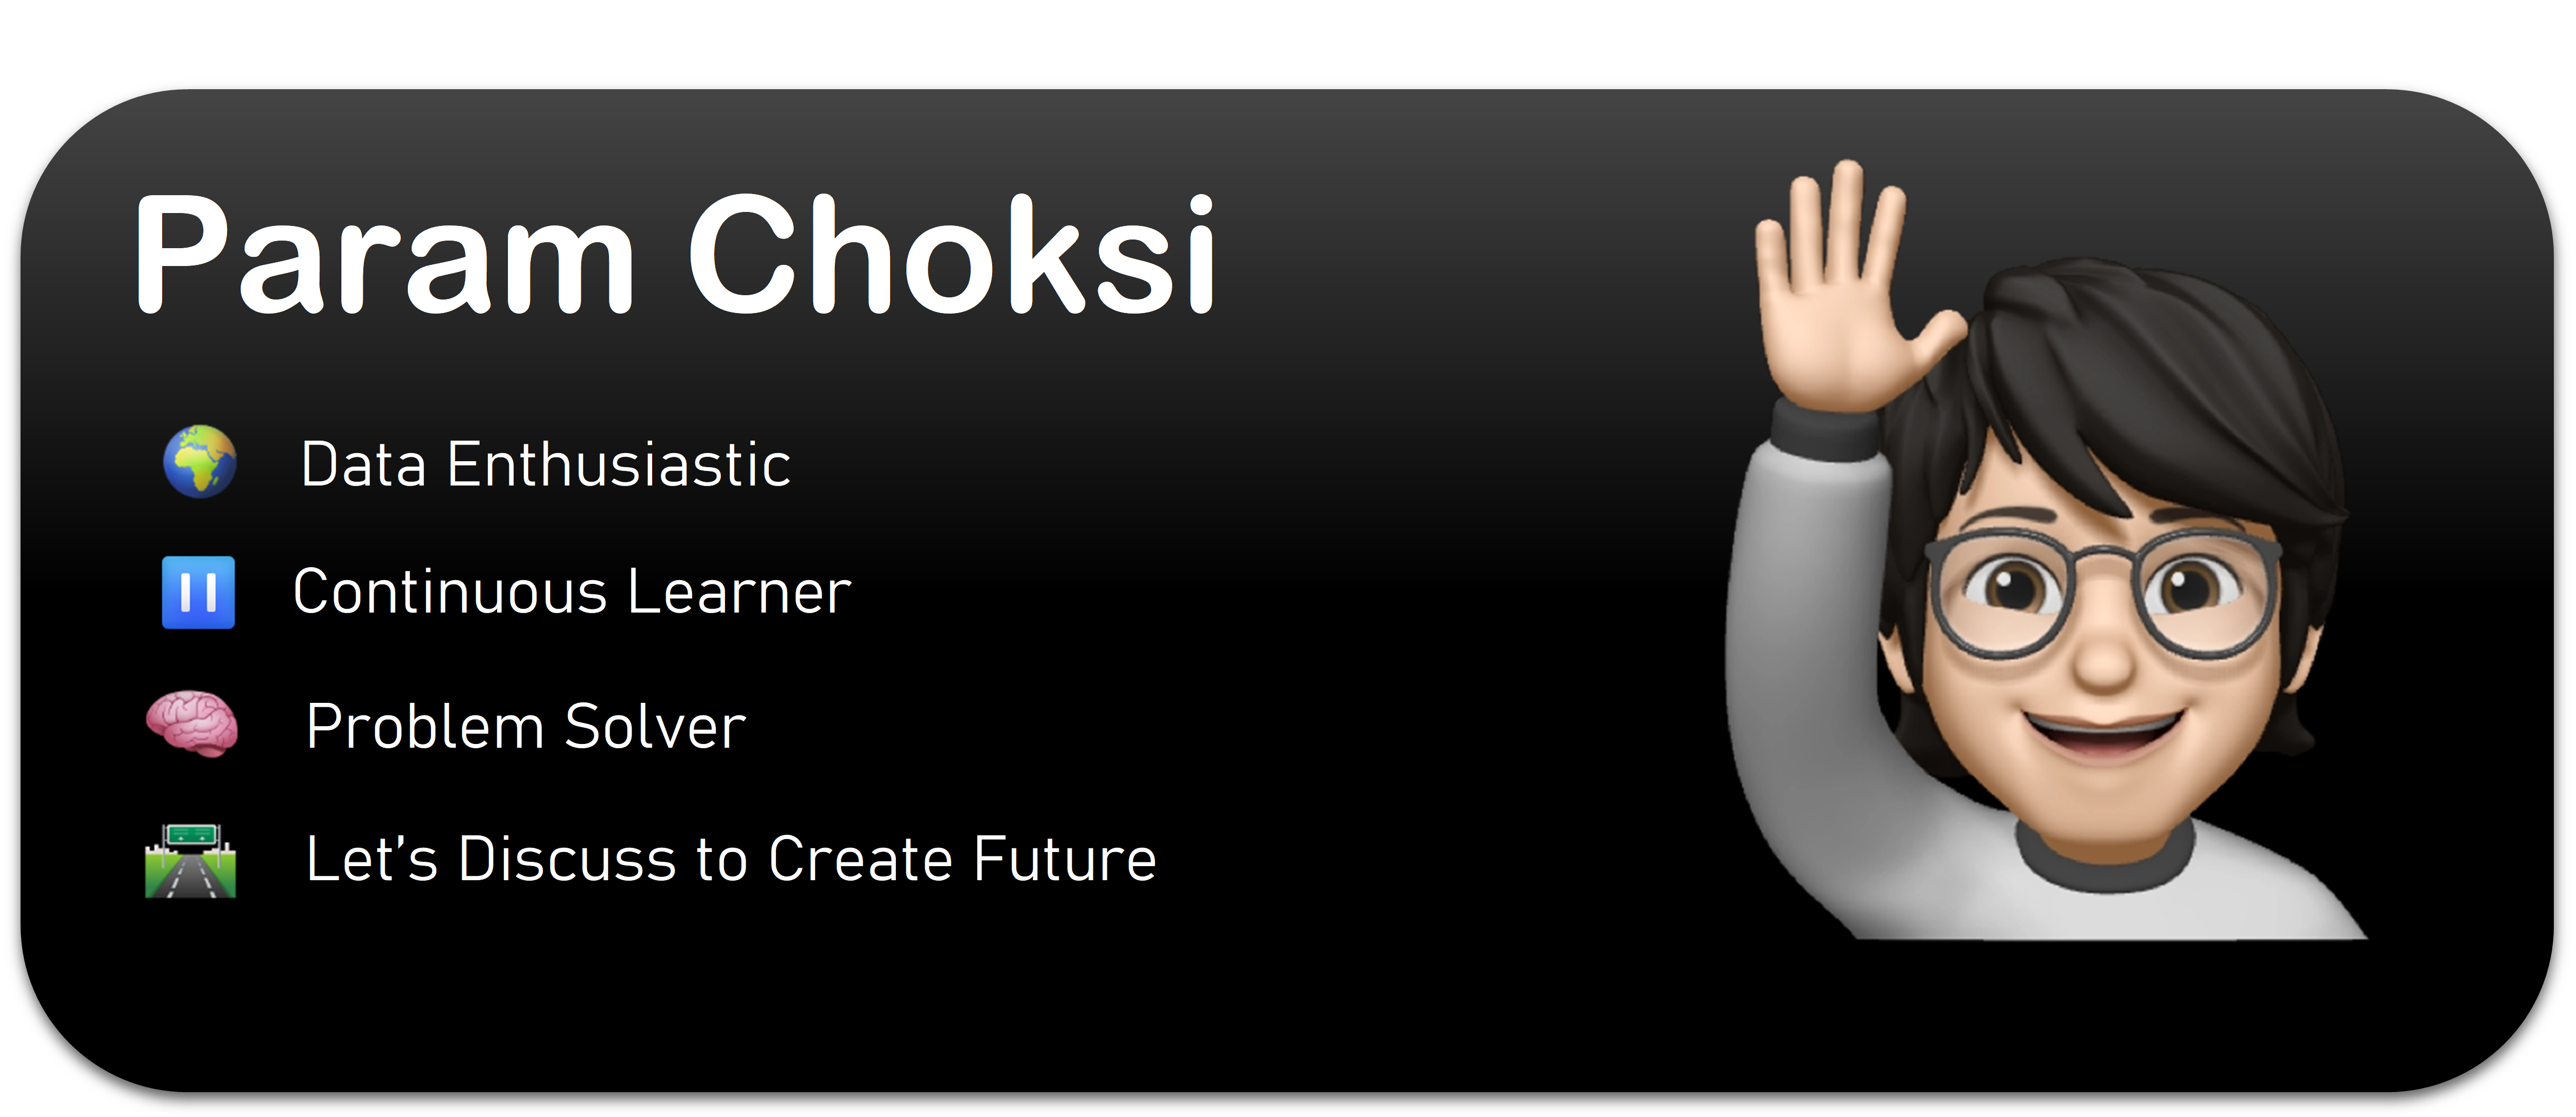 Param Choksi
Data Enthusiastic
Continuous Learner
Problem Solver
Let’s Discuss to Create Future